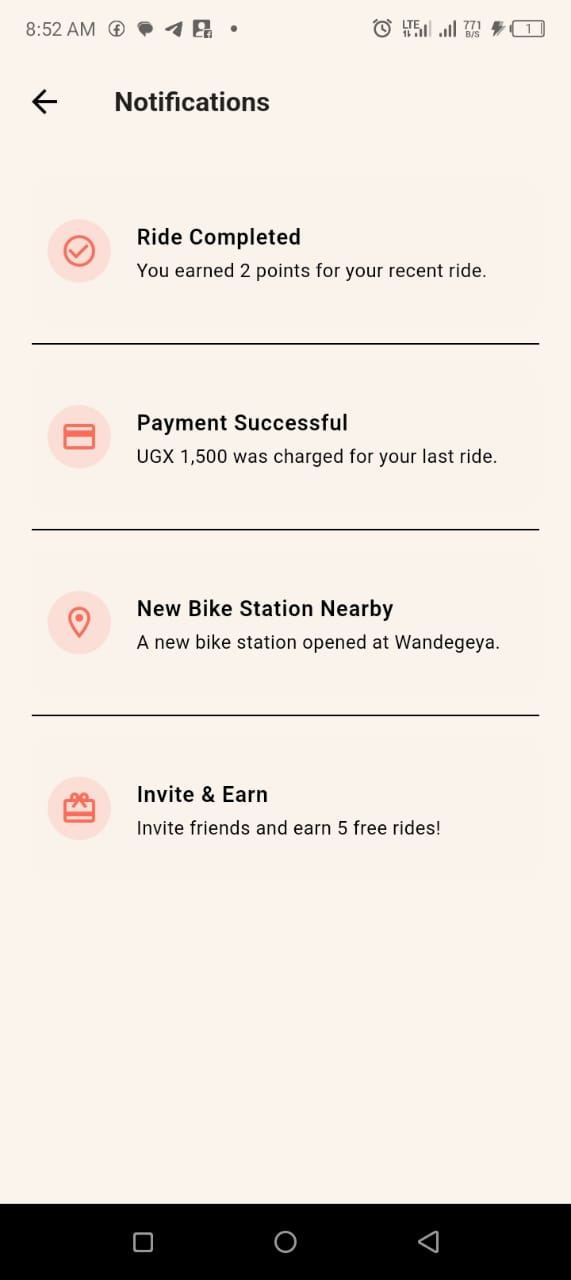 8:52 AM LTE 771 B/S 1
Notifications
Ride Completed
You earned 2 points for your recent ride.
Payment Successful
UGX 1,500 was charged for your last ride.
New Bike Station Nearby
A new bike station opened at Wandegeya.
Invite & Earn
Invite friends and earn 5 free rides!